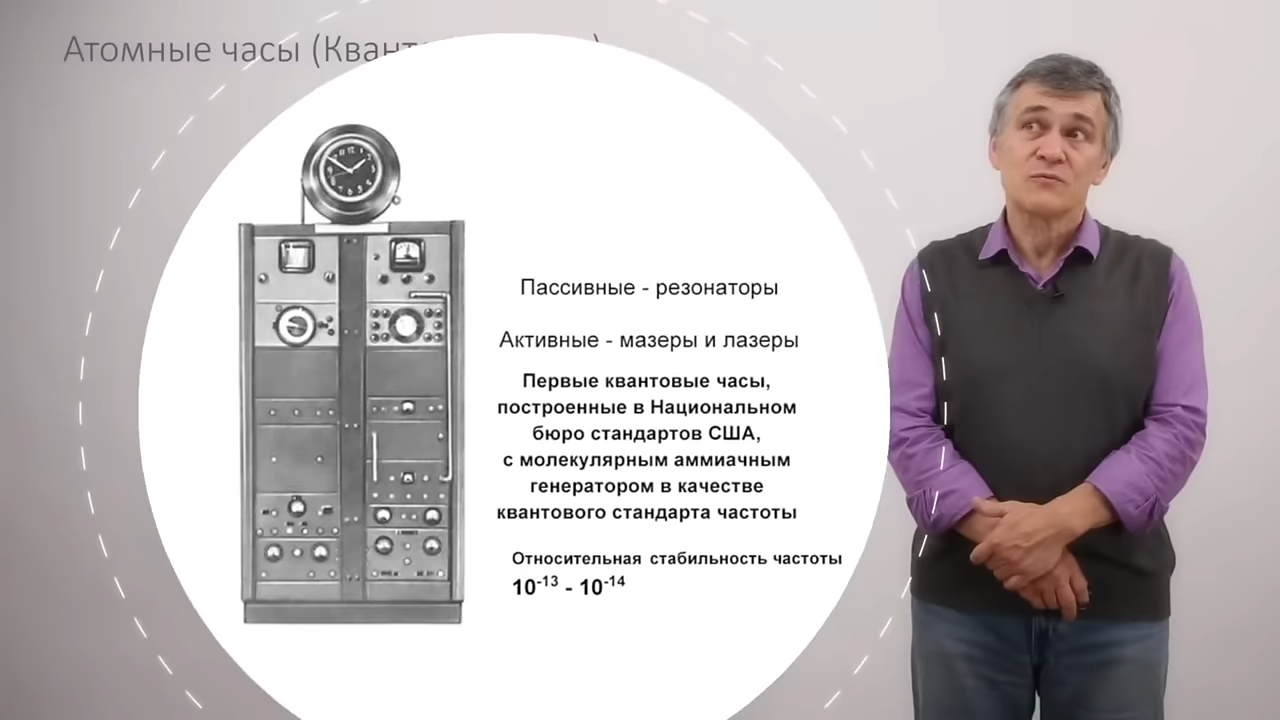 Атомные часы (Кванто
Пассивные - резонаторы
Активные - мазеры и лазеры
Первые квантовые часы,
построенные в Национальном
бюро стандартов США,
с молекулярным аммиачным
генератором в качестве
квантового стандарта частоты
Относительная стабильность частоты
10⁻¹³ - 10⁻¹⁴